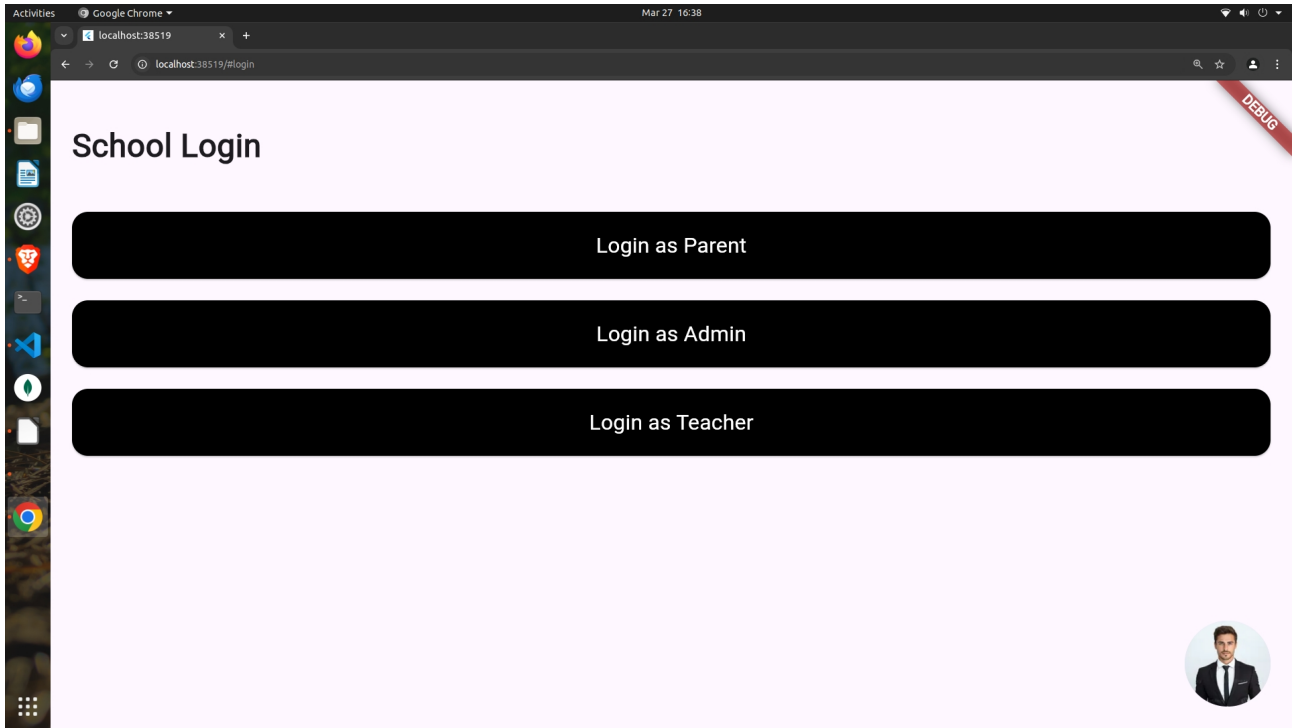 Activities Google Chrome Mar 27 16:38
localhost:38519
localhost:38519/#login
DEBUG
School Login
Login as Parent
Login as Admin
Login as Teacher